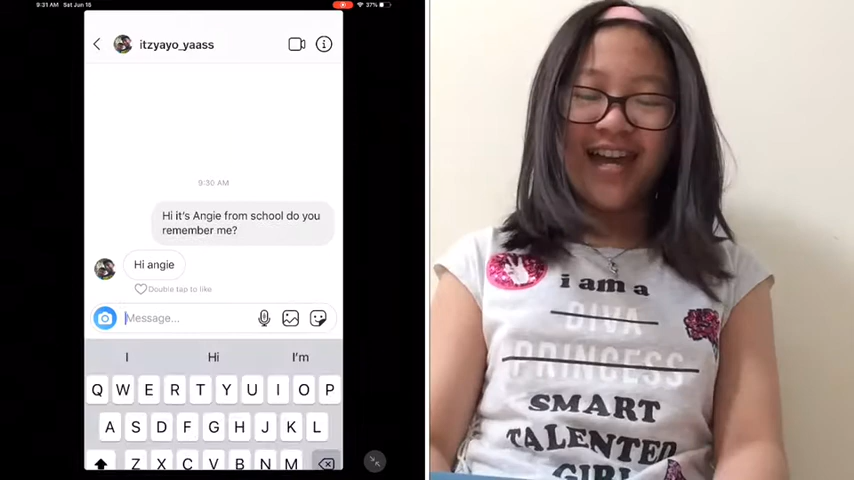 9:31 AM Sat Jun 16
37%
itzyayo_yaass
9:30 AM
Hi it's Angie from school do you
remember me?
Hi angie
Double tap to like
Message...
I Hi I'm
Q W E R T Y U I O P
A S D F G H J K L
Z X C V B N M
i am a
DIVA
PRINCESS
SMART
TALENTED
GIRL